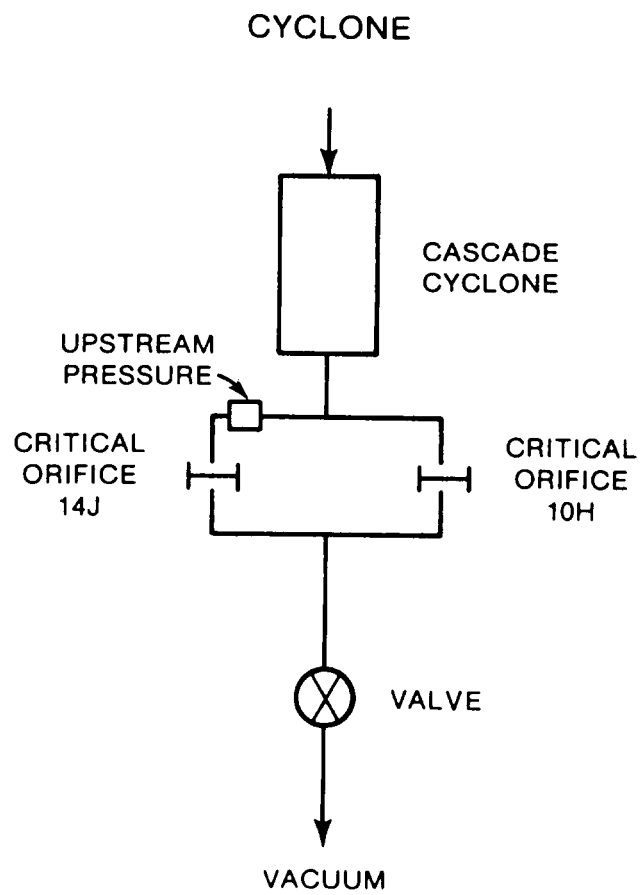 CYCLONE
CASCADE
CYCLONE
UPSTREAM
PRESSURE
CRITICAL
ORIFICE
14J
CRITICAL
ORIFICE
10H
VALVE
VACUUM